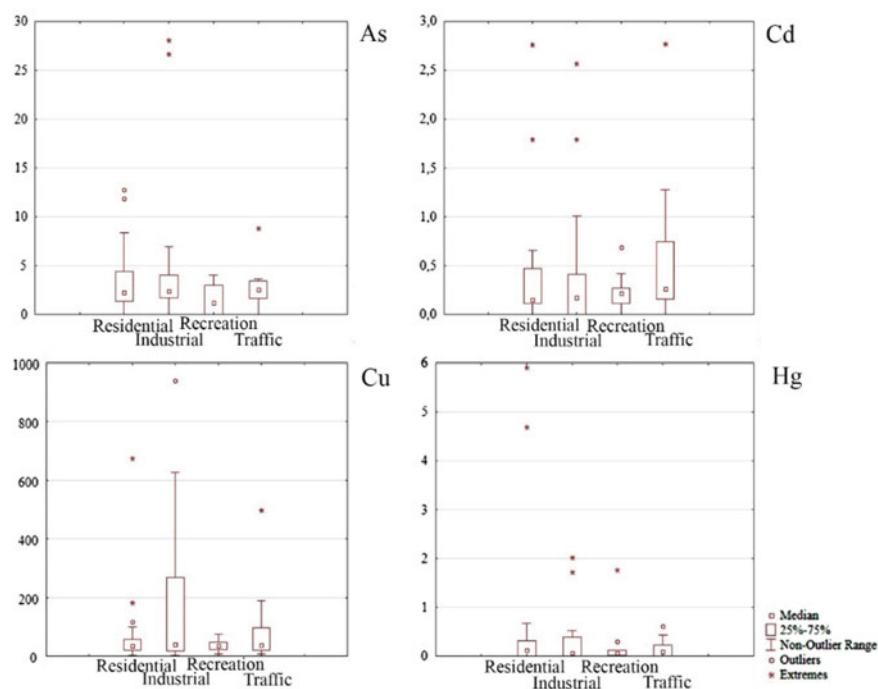 As
30
25
20
15
10
5
0
Residential
Industrial
Recreation
Traffic
Cd
3,0
2,5
2,0
1,5
1,0
0,5
0,0
Residential
Industrial
Recreation
Traffic
Cu
1000
800
600
400
200
0
Residential
Industrial
Recreation
Traffic
Hg
6
5
4
3
2
1
0
Residential
Industrial
Recreation
Traffic
Median
25%-75%
Non-Outlier Range
Outliers
Extremes